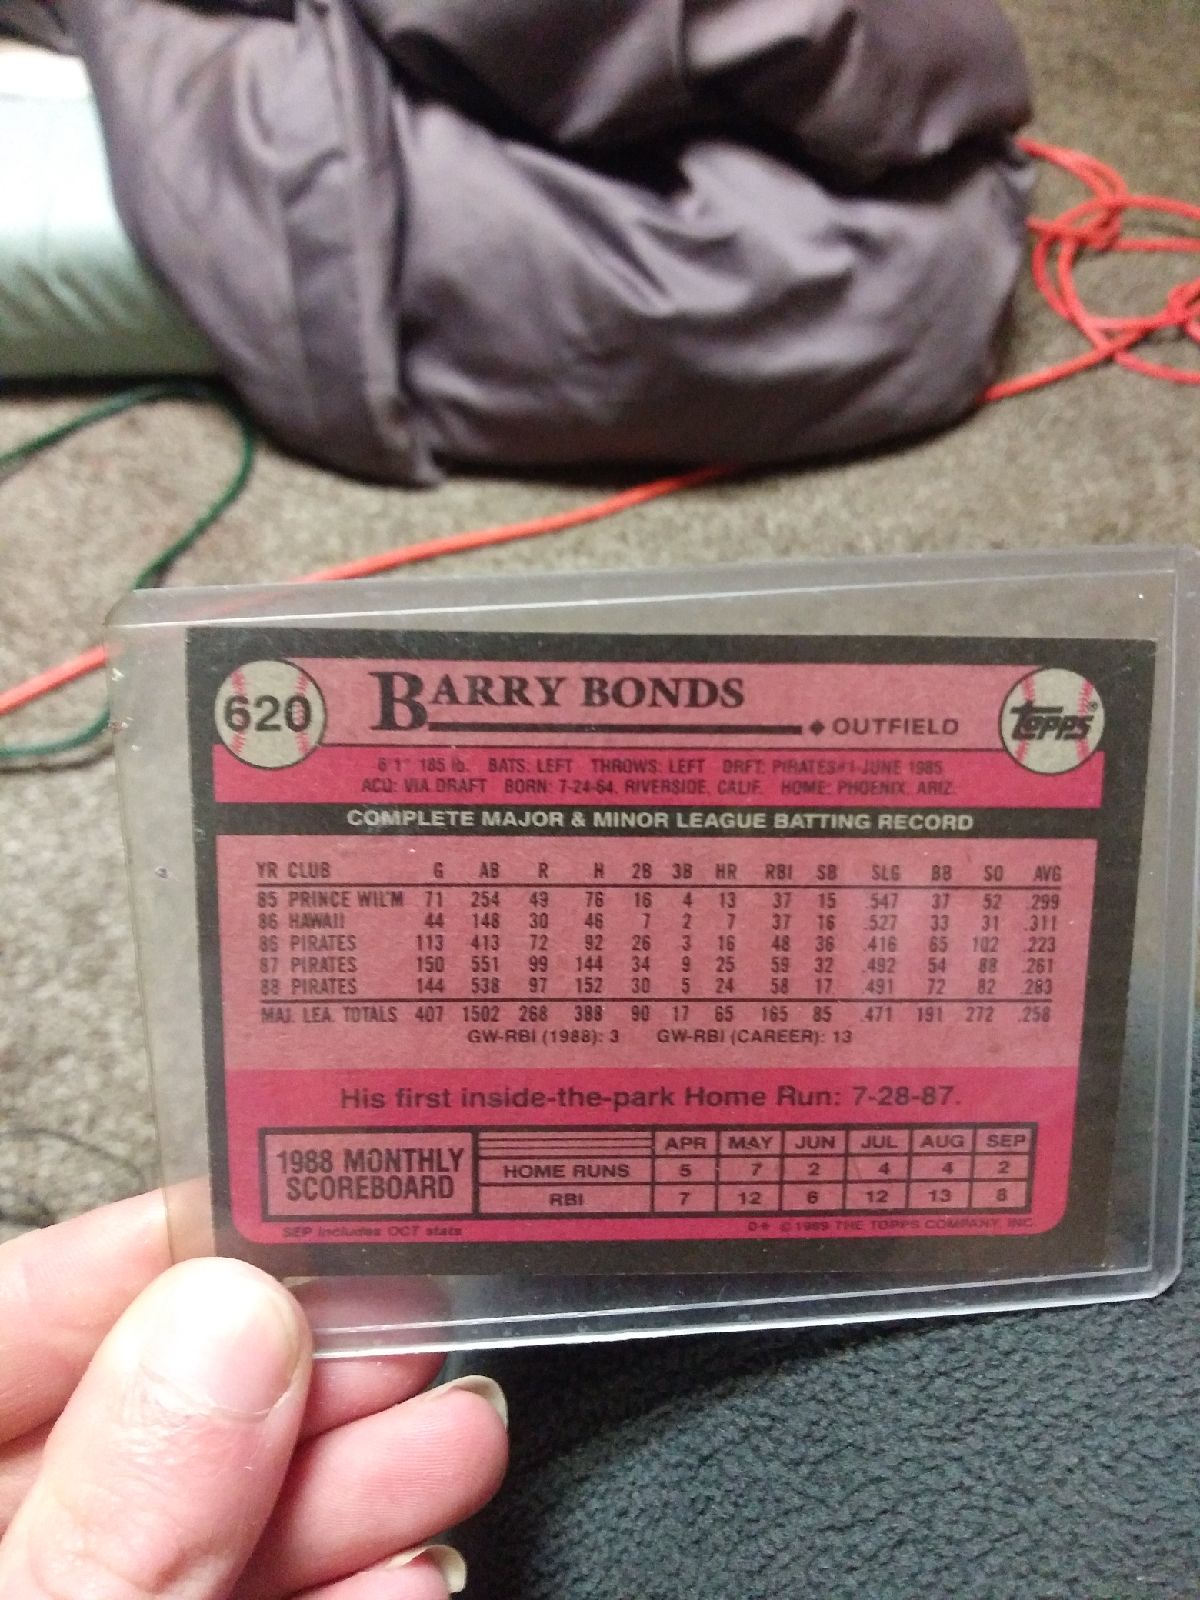 620
BARRY BONDS
OUTFIELD
TOPPS®
6'1" 185 lb. BATS: LEFT THROWS: LEFT DRFT: PIRATES #1-JUNE 1985
ACQ: VIA DRAFT BORN: 7-24-64, RIVERSIDE, CALIF. HOME: PHOENIX, ARIZ.
COMPLETE MAJOR & MINOR LEAGUE BATTING RECORD
YR CLUB G AB R H 2B 3B HR RBI SB SLG BB SO AVG
85 PRINCE WIL'M 71 254 49 76 16 4 13 37 15 .547 37 52 .299
86 HAWAII 44 148 30 46 7 2 7 37 16 .527 33 31 .311
86 PIRATES 113 413 72 92 26 3 16 48 36 .416 65 102 .223
87 PIRATES 150 551 99 144 34 9 25 59 32 .492 54 88 .261
88 PIRATES 144 538 97 152 30 5 24 58 17 .491 72 82 .283
MAJ. LEA. TOTALS 407 1502 268 388 90 17 65 165 85 .471 191 272 .258
GW-RBI (1988): 3 GW-RBI (CAREER): 13
His first inside-the-park Home Run: 7-28-87.
1988 MONTHLY
SCOREBOARD
APR MAY JUN JUL AUG SEP
HOME RUNS 5 7 2 4 4 2
RBI 7 12 6 12 13 8
SEP includes OCT stats
D* © 1989 THE TOPPS COMPANY, INC.